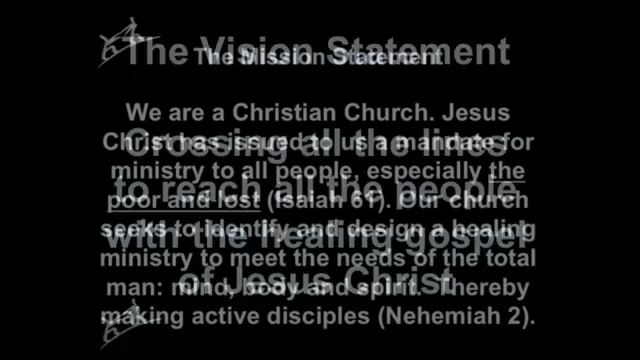 The Vision Statement
Crossing all the lines
to reach all the people
with the healing gospel
of Jesus Christ
The Mission Statement
We are a Christian Church. Jesus
Christ has issued to us a mandate for
ministry to all people, especially the
poor and lost (Isaiah 61). Our church
seeks to identify and design a healing
ministry to meet the needs of the total
man: mind, body and spirit. Thereby
making active disciples (Nehemiah 2).